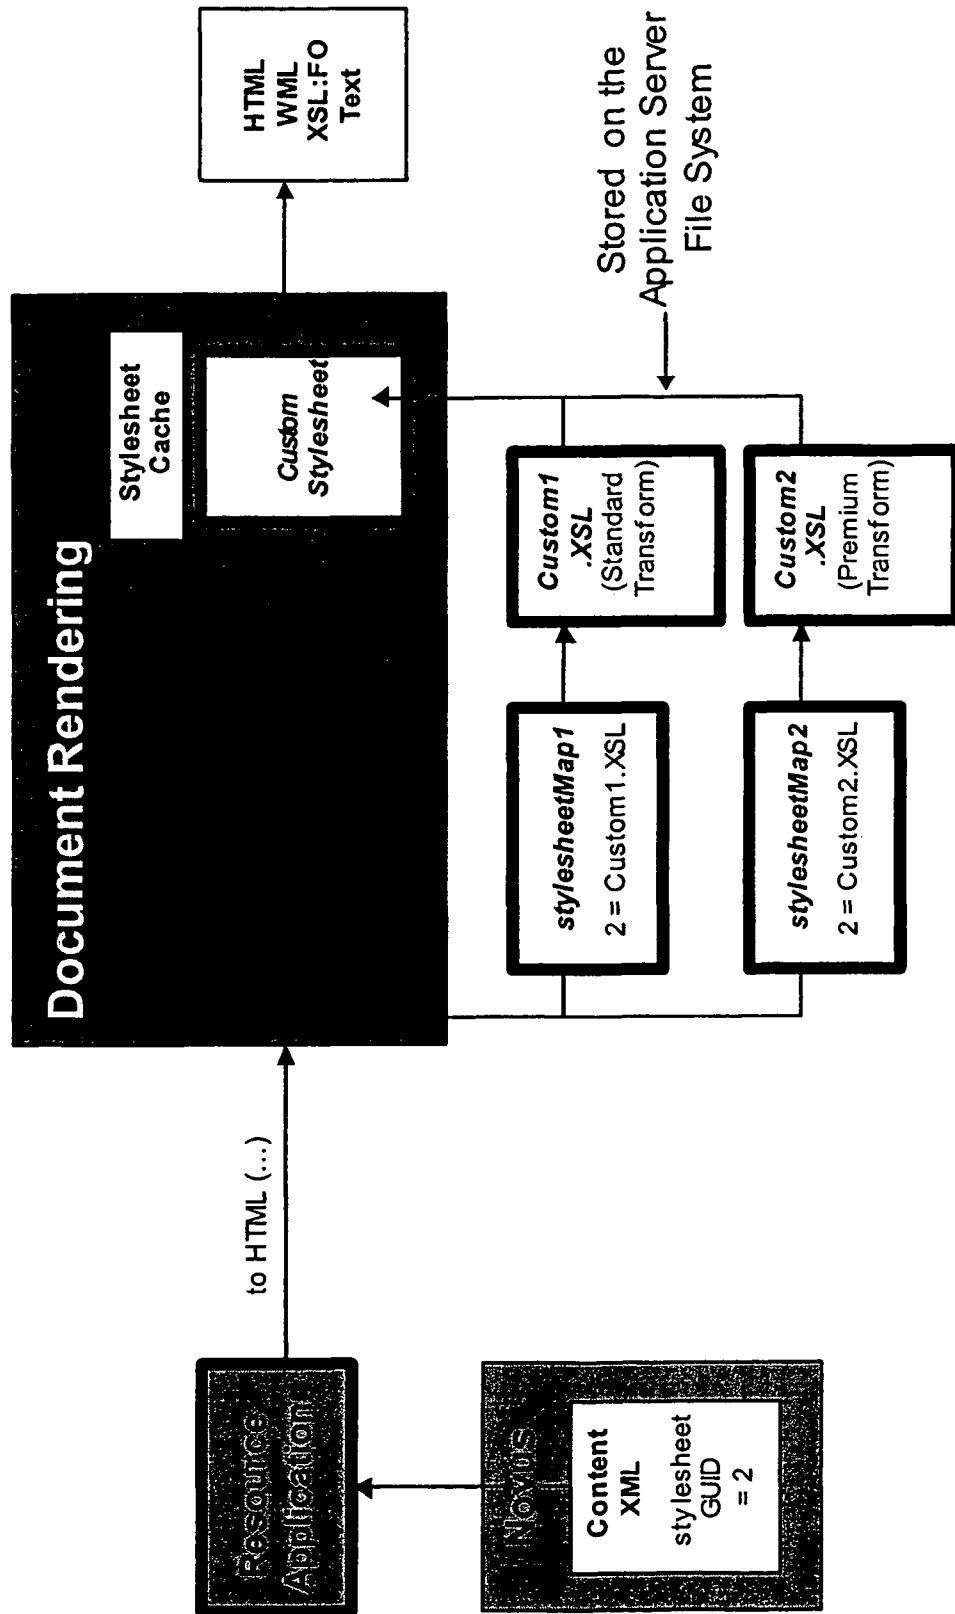 Resource
Application
Novus
Content
XML
stylesheet
GUID
= 2
to HTML (...)
Document Rendering
Stylesheet
Cache
Custom
Stylesheet
HTML
WML
XSL:FO
Text
stylesheetMap1
2 = Custom1.XSL
Custom1
.XSL
(Standard
Transform)
stylesheetMap2
2 = Custom2.XSL
Custom2
.XSL
(Premium
Transform)
Stored on the
Application Server
File System